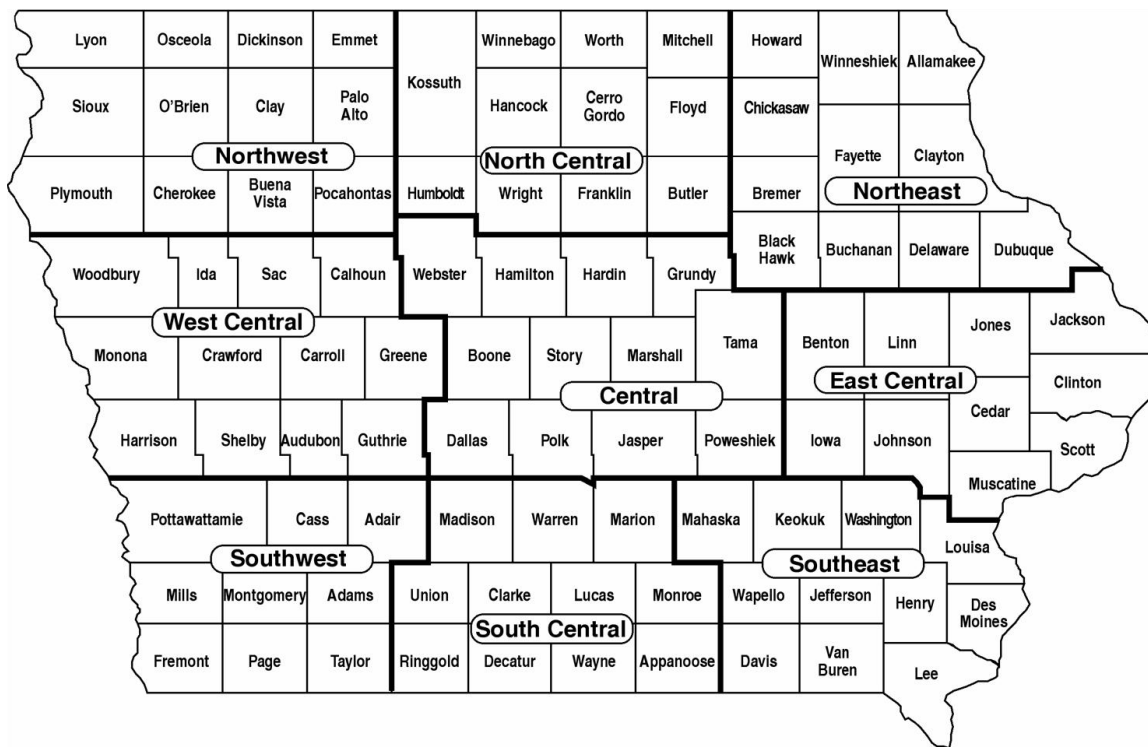 Lyon Osceola Dickinson Emmet Winnebago Worth Mitchell Howard
Winneshiek Allamakee
Kossuth
Sioux O'Brien Clay Palo
Alto Hancock Cerro
Gordo Floyd Chickasaw
Northwest North Central Fayette Clayton
Plymouth Cherokee Buena
Vista Pocahontas Humboldt Wright Franklin Butler Bremer Northeast
Black
Hawk Buchanan Delaware Dubuque
Woodbury Ida Sac Calhoun Webster Hamilton Hardin Grundy
West Central Jones Jackson
Monona Crawford Carroll Greene Boone Story Marshall Tama Benton Linn
East Central Clinton
Central Cedar
Harrison Shelby Audubon Guthrie Dallas Polk Jasper Poweshiek Iowa Johnson Scott
Muscatine
Pottawattamie Cass Adair Madison Warren Marion Mahaska Keokuk Washington
Louisa
Southwest Southeast
Mills Montgomery Adams Union Clarke Lucas Monroe Wapello Jefferson Henry Des
Moines
South Central
Fremont Page Taylor Ringgold Decatur Wayne Appanoose Davis Van
Buren Lee